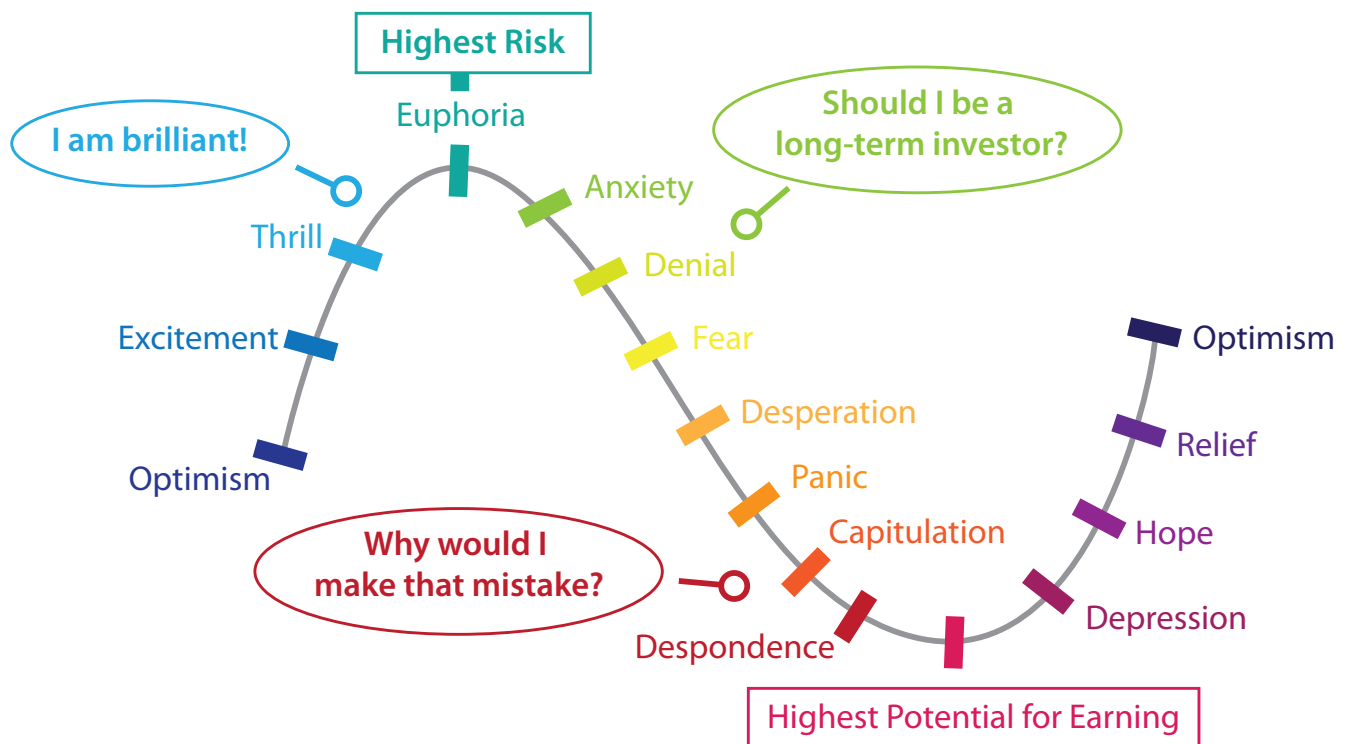 Highest Risk
Euphoria
I am brilliant!
Should I be a
long-term investor?
Thrill
Anxiety
Excitement
Denial
Optimism
Fear
Desperation
Panic
Why would I
make that mistake?
Capitulation
Despondence
Highest Potential for Earning
Depression
Hope
Relief
Optimism